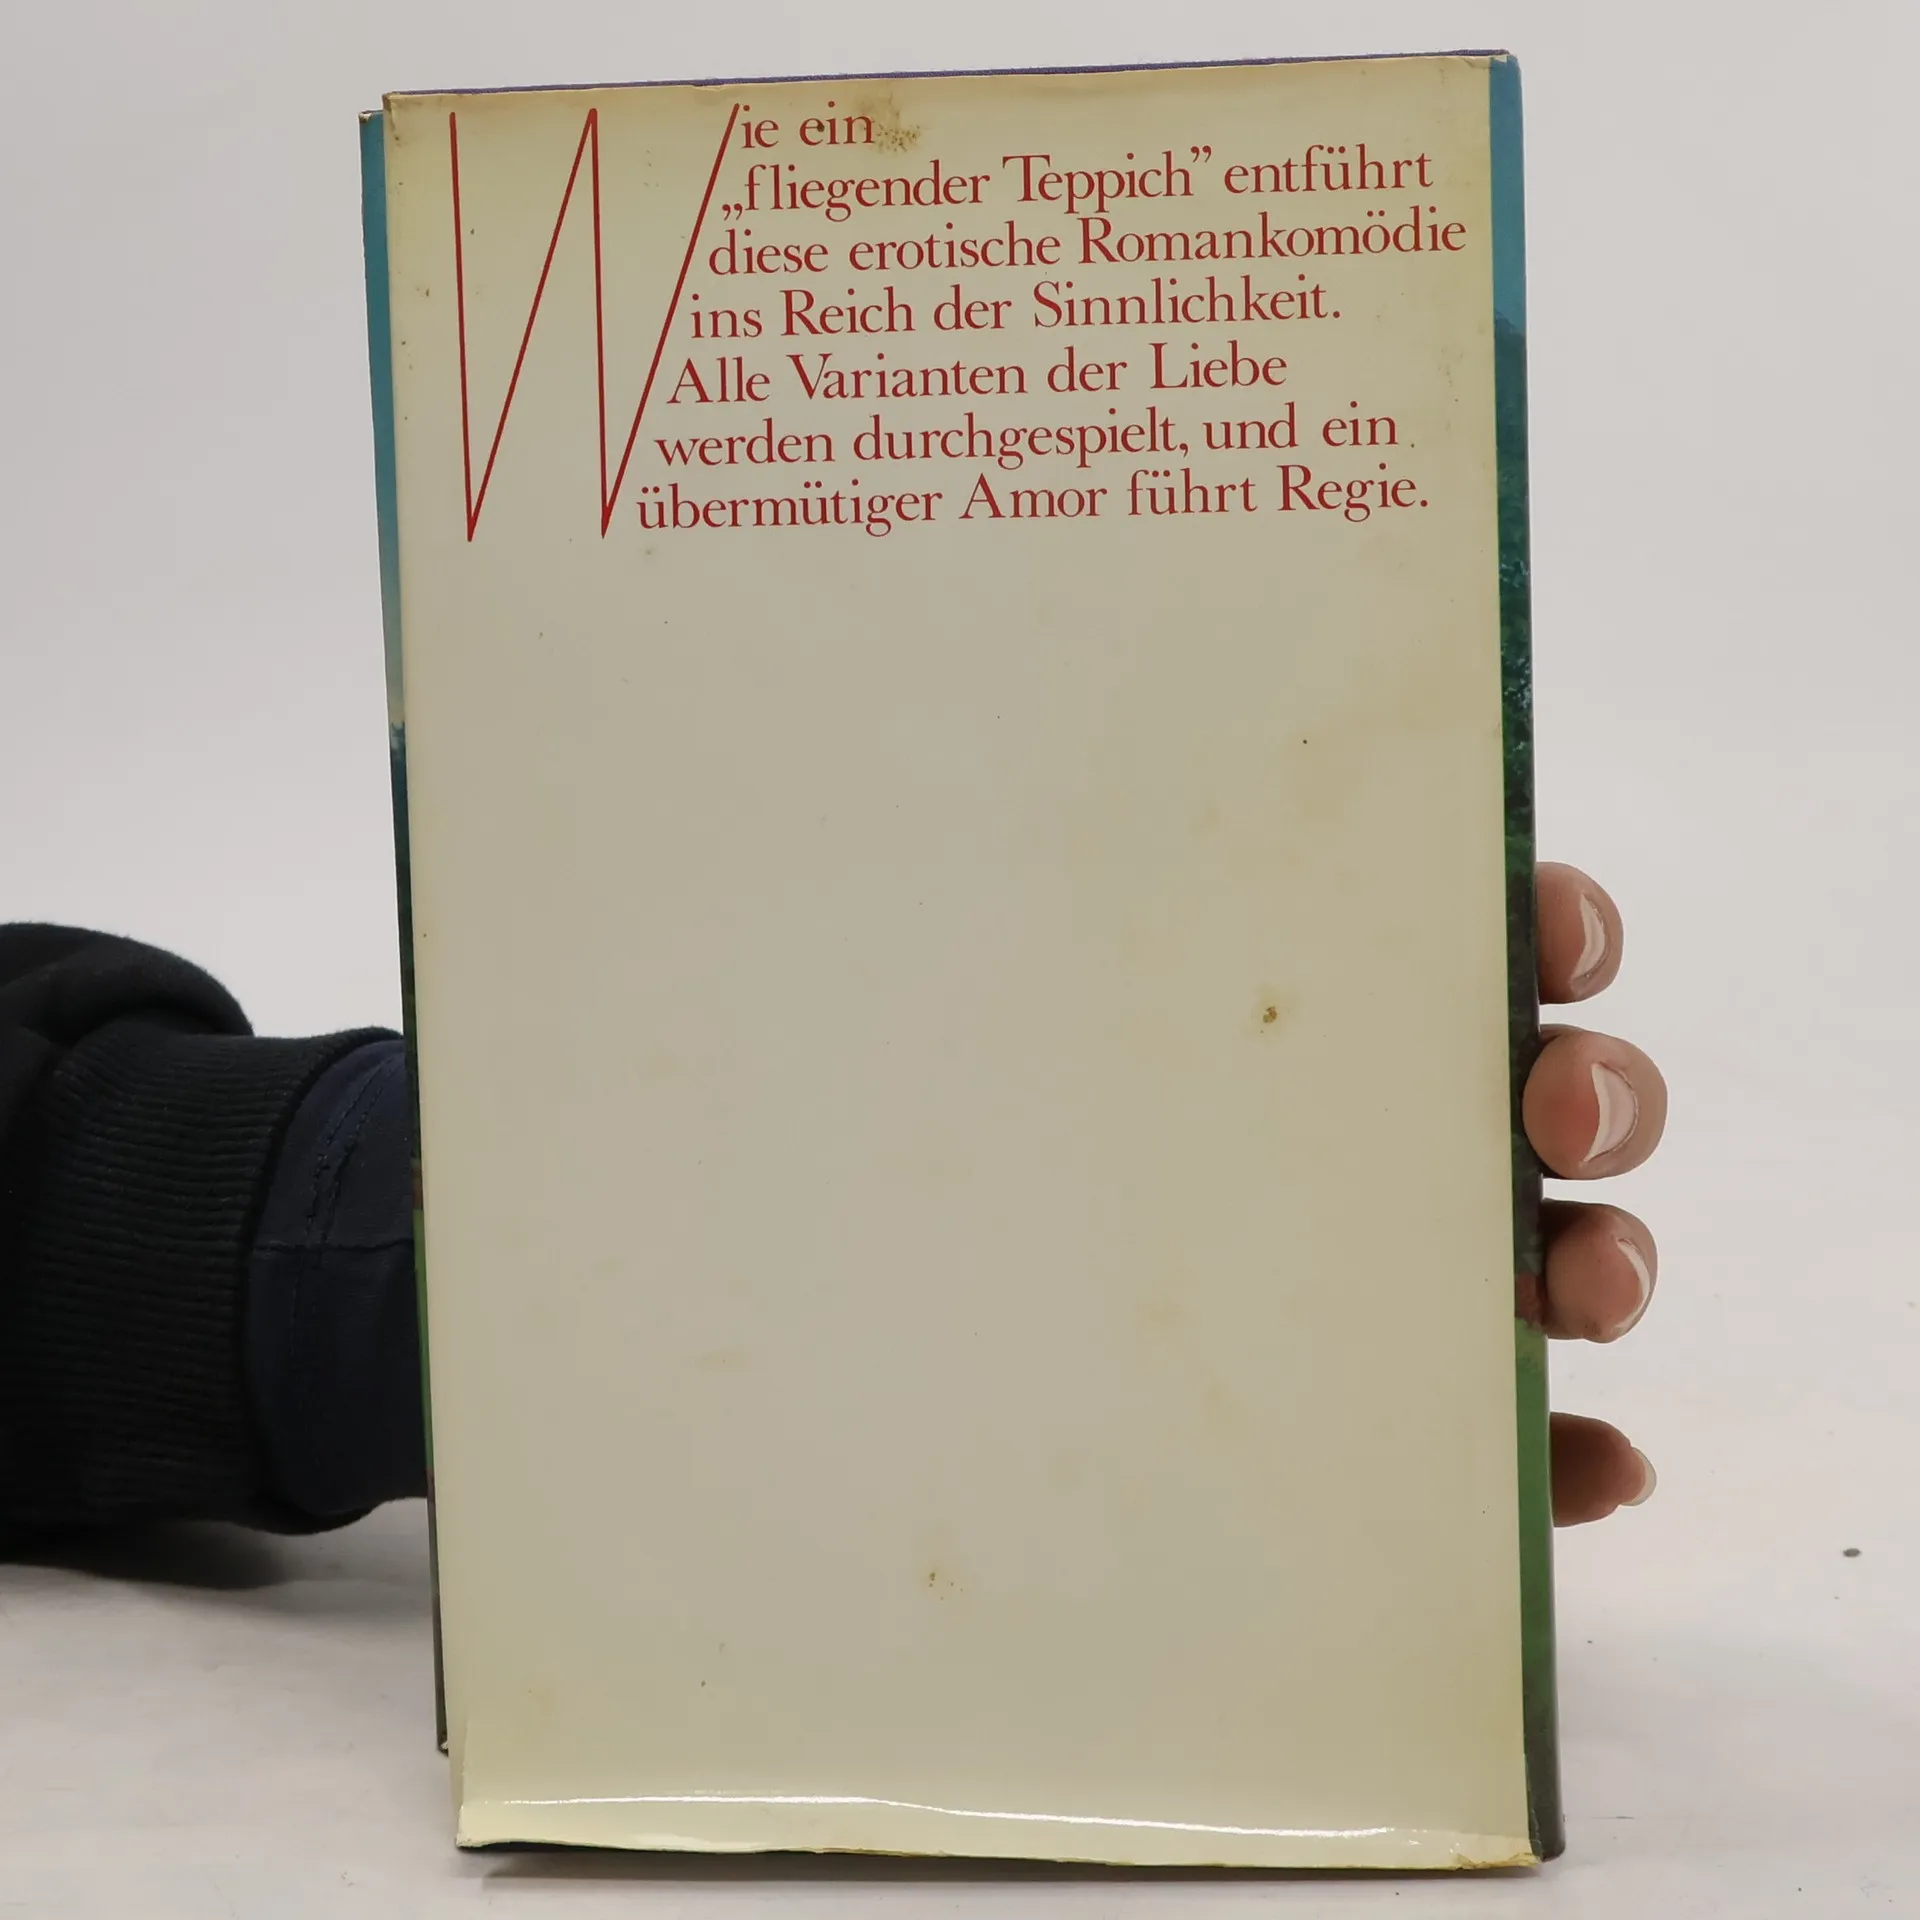 Wie ein
„fliegender Teppich” entführt
diese erotische Romankomödie
ins Reich der Sinnlichkeit.
Alle Varianten der Liebe
werden durchgespielt, und ein
übermütiger Amor führt Regie.